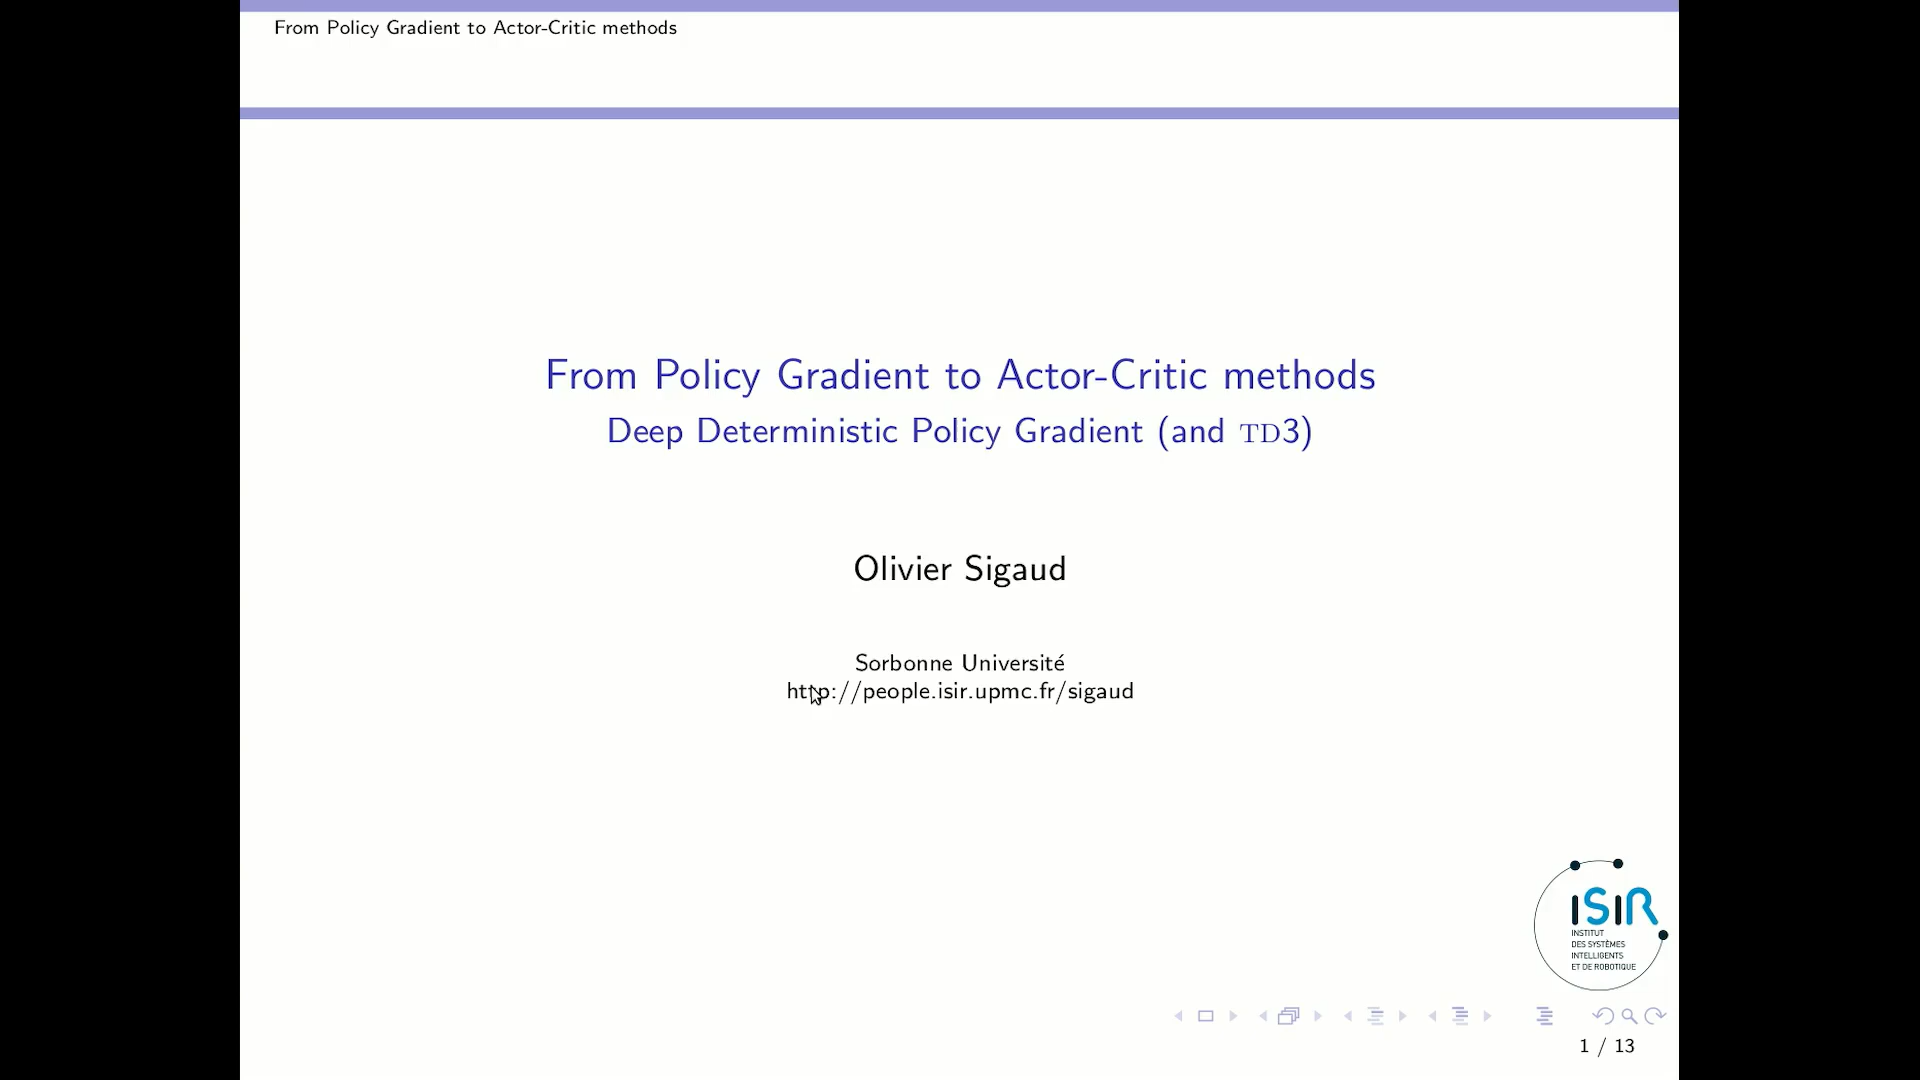 From Policy Gradient to Actor-Critic methods
From Policy Gradient to Actor-Critic methods
Deep Deterministic Policy Gradient (and TD3)
Olivier Sigaud
Sorbonne Université
http://people.isir.upmc.fr/sigaud
ISIR
INSTITUT
DES SYSTÈMES
INTELLIGENTS
ET DE ROBOTIQUE
1 / 13